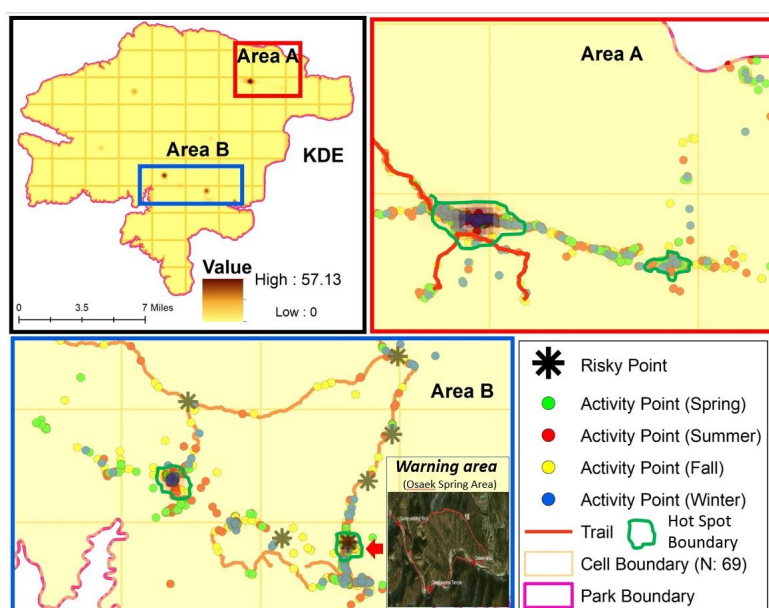 Area A
Area B
KDE
Value
High : 57.13
Low : 0
0 3.5 7 Miles
Area A
Area B
Warning area
(Osaek Spring Area)
Risky Point
Activity Point (Spring)
Activity Point (Summer)
Activity Point (Fall)
Activity Point (Winter)
Trail
Hot Spot
Boundary
Cell Boundary (N: 69)
Park Boundary